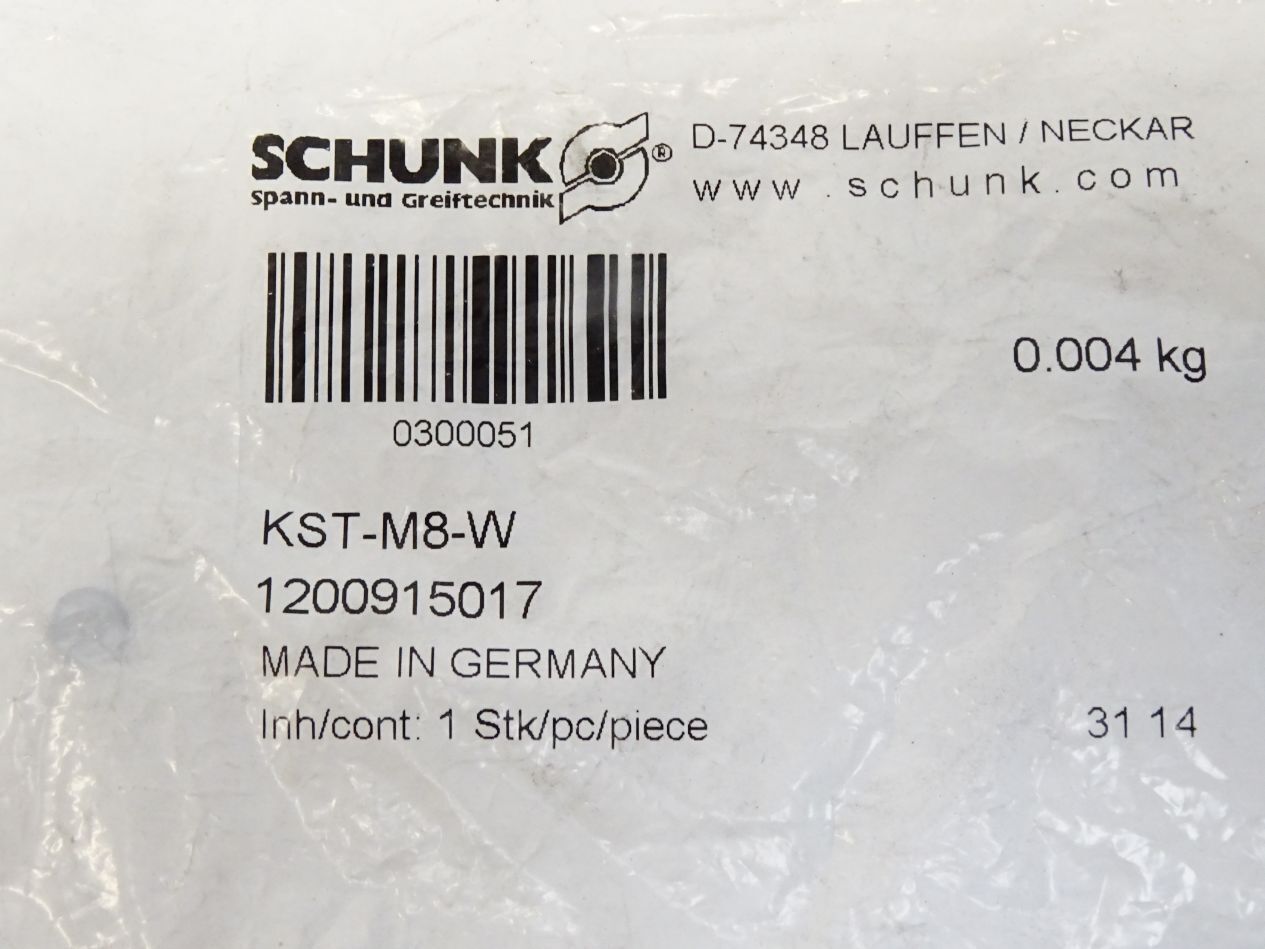 SCHUNK ®
Spann- und Greiftechnik
D-74348 LAUFFEN / NECKAR
www.schunk.com
0.004 kg
0300051
KST-M8-W
1200915017
MADE IN GERMANY
Inh/cont: 1 Stk/pc/piece
31 14